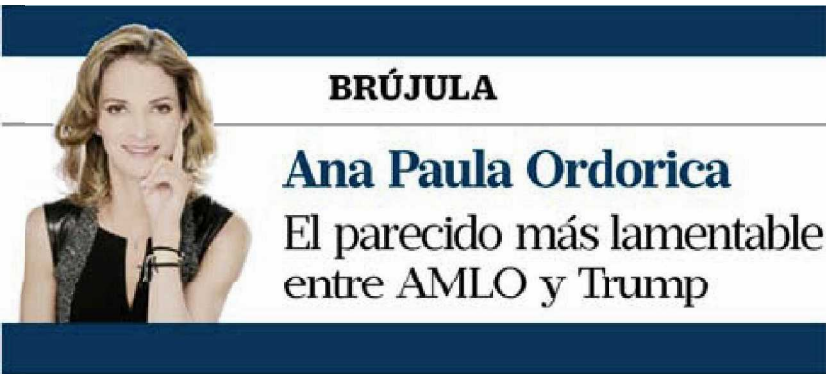 BRÚJULA
Ana Paula Ordorica
El parecido más lamentable
entre AMLO y Trump